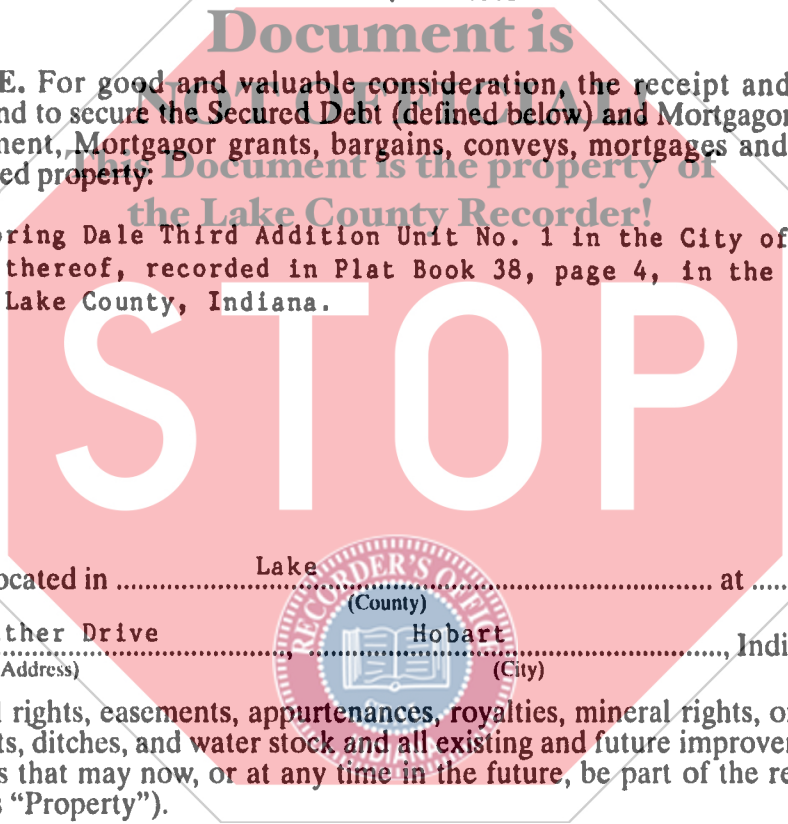 Document is
E. For good and valuable consideration, the receipt and
NOT OFFICIAL!
nd to secure the Secured Debt (defined below) and Mortgagor
ment, Mortgagor grants, bargains, conveys, mortgages and
This Document is the property of
ed property:
the Lake County Recorder!
oring Dale Third Addition Unit No. 1 in the City of
thereof, recorded in Plat Book 38, page 4, in the
Lake County, Indiana.
STOP
ocated in ........ Lake ........ at .....
(County)
ther Drive ........, ........ Hobart ........, Indi
Address) (City)
RECORDER'S OFFICE
l rights, easements, appurtenances, royalties, mineral rights, o
ts, ditches, and water stock and all existing and future improve
INDIANA
s that may now, or at any time in the future, be part of the re
s “Property”).